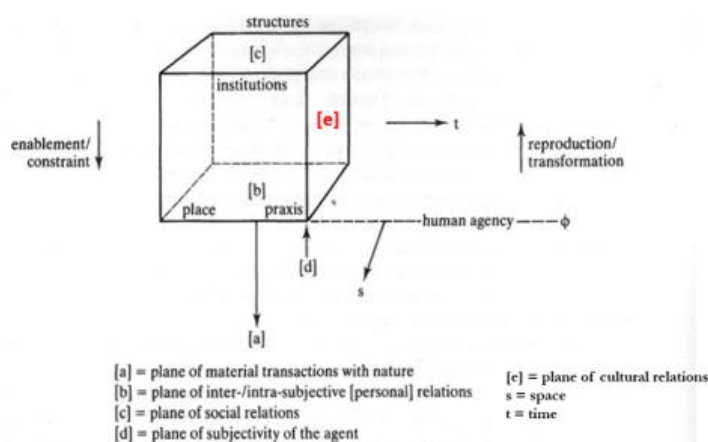 structures
[c]
institutions
[e]
t
enablement/
constraint
reproduction/
transformation
[b]
place praxis
human agency ϕ
[d]
s
[a]
[a] = plane of material transactions with nature
[b] = plane of inter-/intra-subjective [personal] relations
[c] = plane of social relations
[d] = plane of subjectivity of the agent
[e] = plane of cultural relations
s = space
t = time